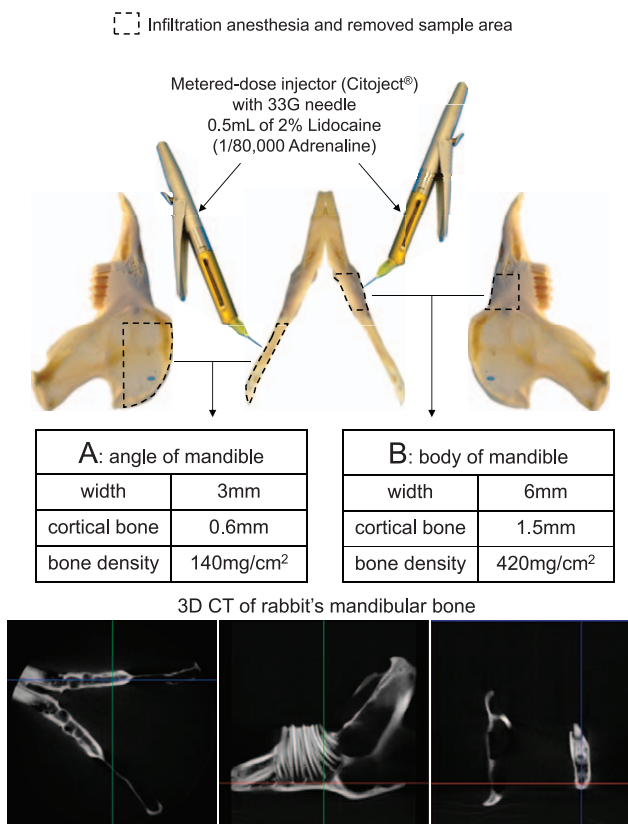 Infiltration anesthesia and removed sample area
Metered-dose injector (Citoject®)
with 33G needle
0.5mL of 2% Lidocaine
(1/80,000 Adrenaline)
A: angle of mandible
width 3mm
cortical bone 0.6mm
bone density 140mg/cm²
B: body of mandible
width 6mm
cortical bone 1.5mm
bone density 420mg/cm²
3D CT of rabbit's mandibular bone